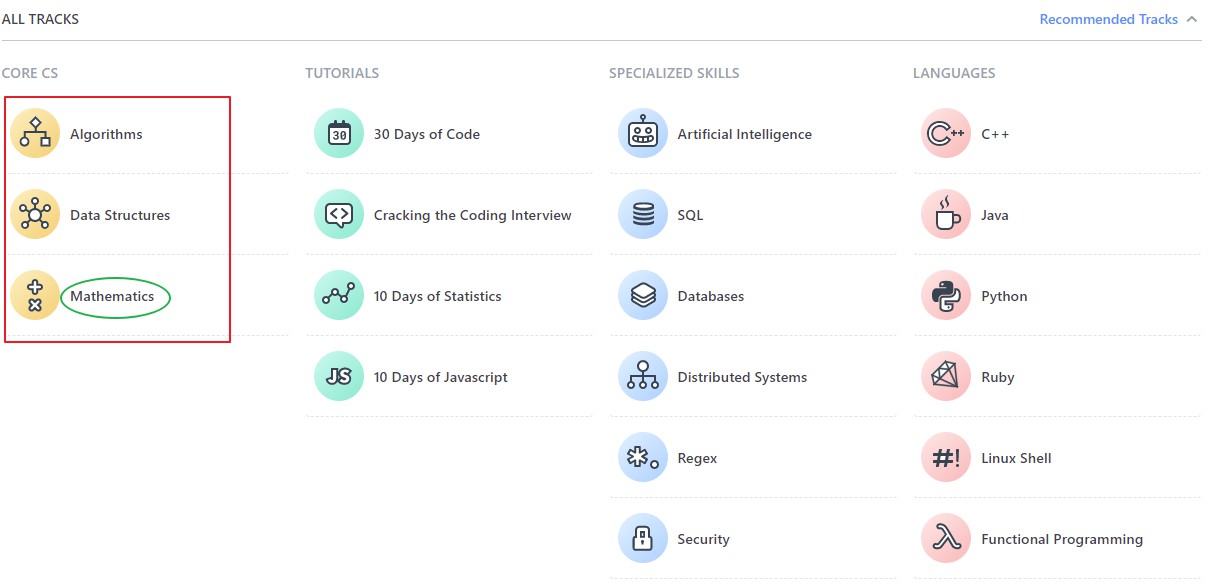 ALL TRACKS
Recommended Tracks
CORE CS
Algorithms
Data Structures
Mathematics
TUTORIALS
30
30 Days of Code
Cracking the Coding Interview
10 Days of Statistics
JS
10 Days of Javascript
SPECIALIZED SKILLS
Artificial Intelligence
SQL
Databases
Distributed Systems
Regex
Security
LANGUAGES
C++
C++
Java
Python
Ruby
#!
Linux Shell
λ
Functional Programming